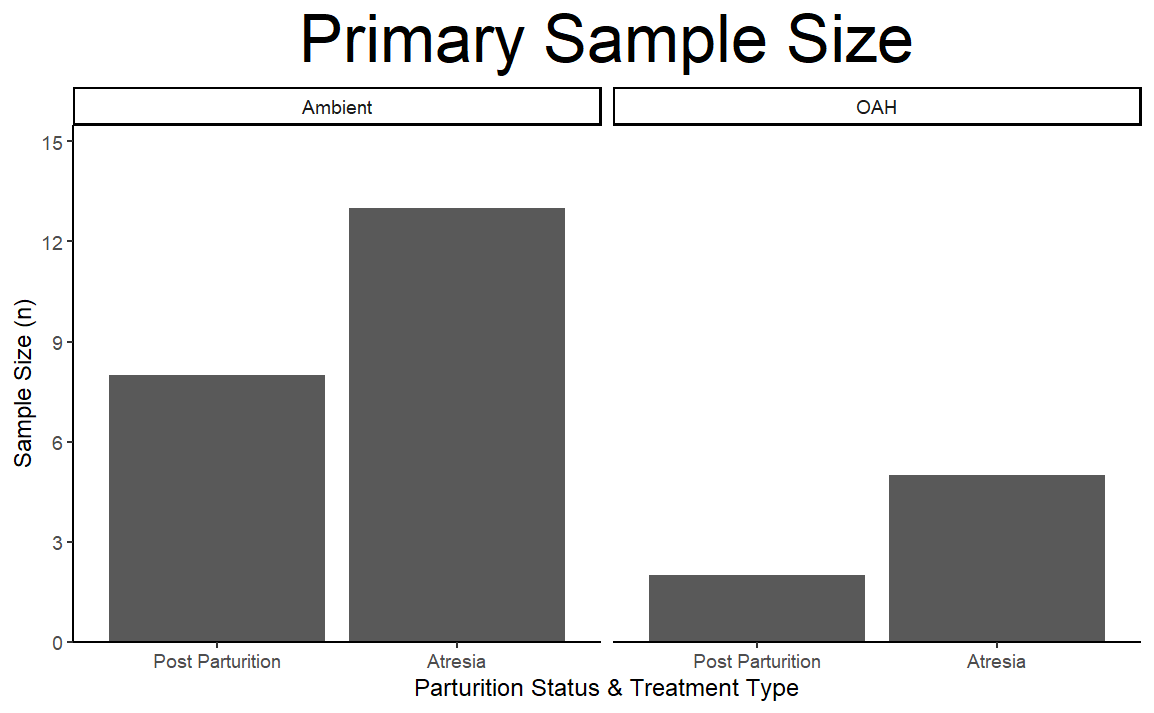 Primary Sample Size
Ambient
OAH
15
12
9
6
3
0
Sample Size (n)
Post Parturition
Atresia
Post Parturition
Atresia
Parturition Status & Treatment Type